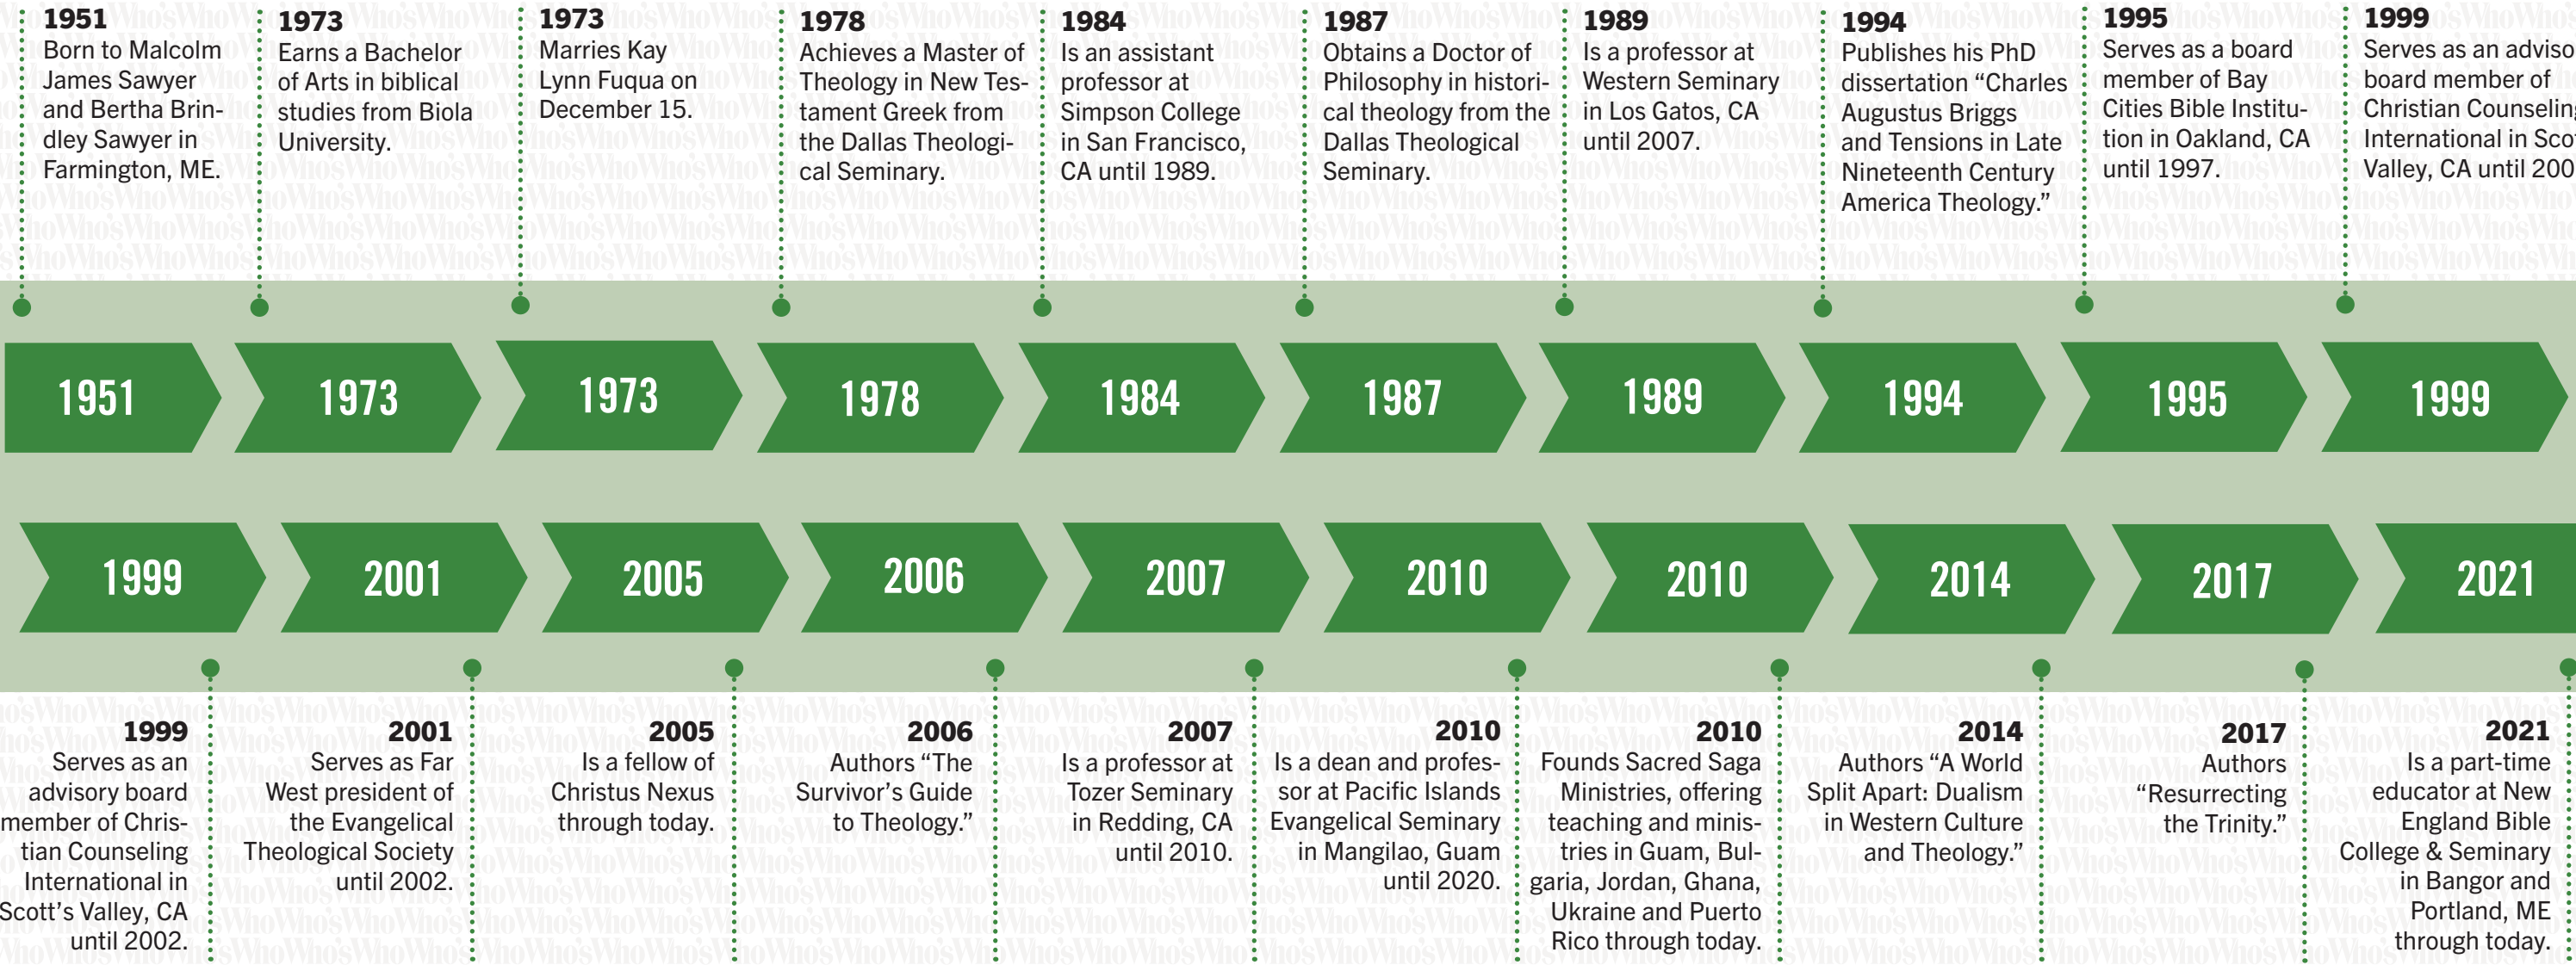 1951
Born to Malcolm
James Sawyer
and Bertha Brin-
dley Sawyer in
Farmington, ME.
1973
Earns a Bachelor
of Arts in biblical
studies from Biola
University.
1973
Marries Kay
Lynn Fuqua on
December 15.
1978
Achieves a Master of
Theology in New Tes-
tament Greek from
the Dallas Theologi-
cal Seminary.
1984
Is an assistant
professor at
Simpson College
in San Francisco,
CA until 1989.
1987
Obtains a Doctor of
Philosophy in histori-
cal theology from the
Dallas Theological
Seminary.
1989
Is a professor at
Western Seminary
in Los Gatos, CA
until 2007.
1994
Publishes his PhD
dissertation “Charles
Augustus Briggs
and Tensions in Late
Nineteenth Century
America Theology.”
1995
Serves as a board
member of Bay
Cities Bible Institu-
tion in Oakland, CA
until 1997.
1999
Serves as an
board member of
Christian
International in
Valley, CA until
1951
1973
1973
1978
1984
1987
1989
1994
1995
1999
1999
2001
2005
2006
2007
2010
2010
2014
2017
2021
1999
Serves as an
advisory board
member of Chris-
tian Counseling
International in
Scott’s Valley, CA
until 2002.
2001
Serves as Far
West president of
the Evangelical
Theological Society
until 2002.
2005
Is a fellow of
Christus Nexus
through today.
2006
Authors “The
Survivor’s Guide
to Theology.”
2007
Is a professor at
Tozer Seminary
in Redding, CA
until 2010.
2010
Is a dean and profes-
sor at Pacific Islands
Evangelical Seminary
in Mangilao, Guam
until 2020.
2010
Founds Sacred Saga
Ministries, offering
teaching and minis-
tries in Guam, Bul-
garia, Jordan, Ghana,
Ukraine and Puerto
Rico through today.
2014
Authors “A World
Split Apart: Dualism
in Western Culture
and Theology.”
2017
Authors
“Resurrecting
the Trinity.”
2021
Is a part-time
educator at New
England Bible
College & Seminary
in Bangor and
Portland, ME
through today.